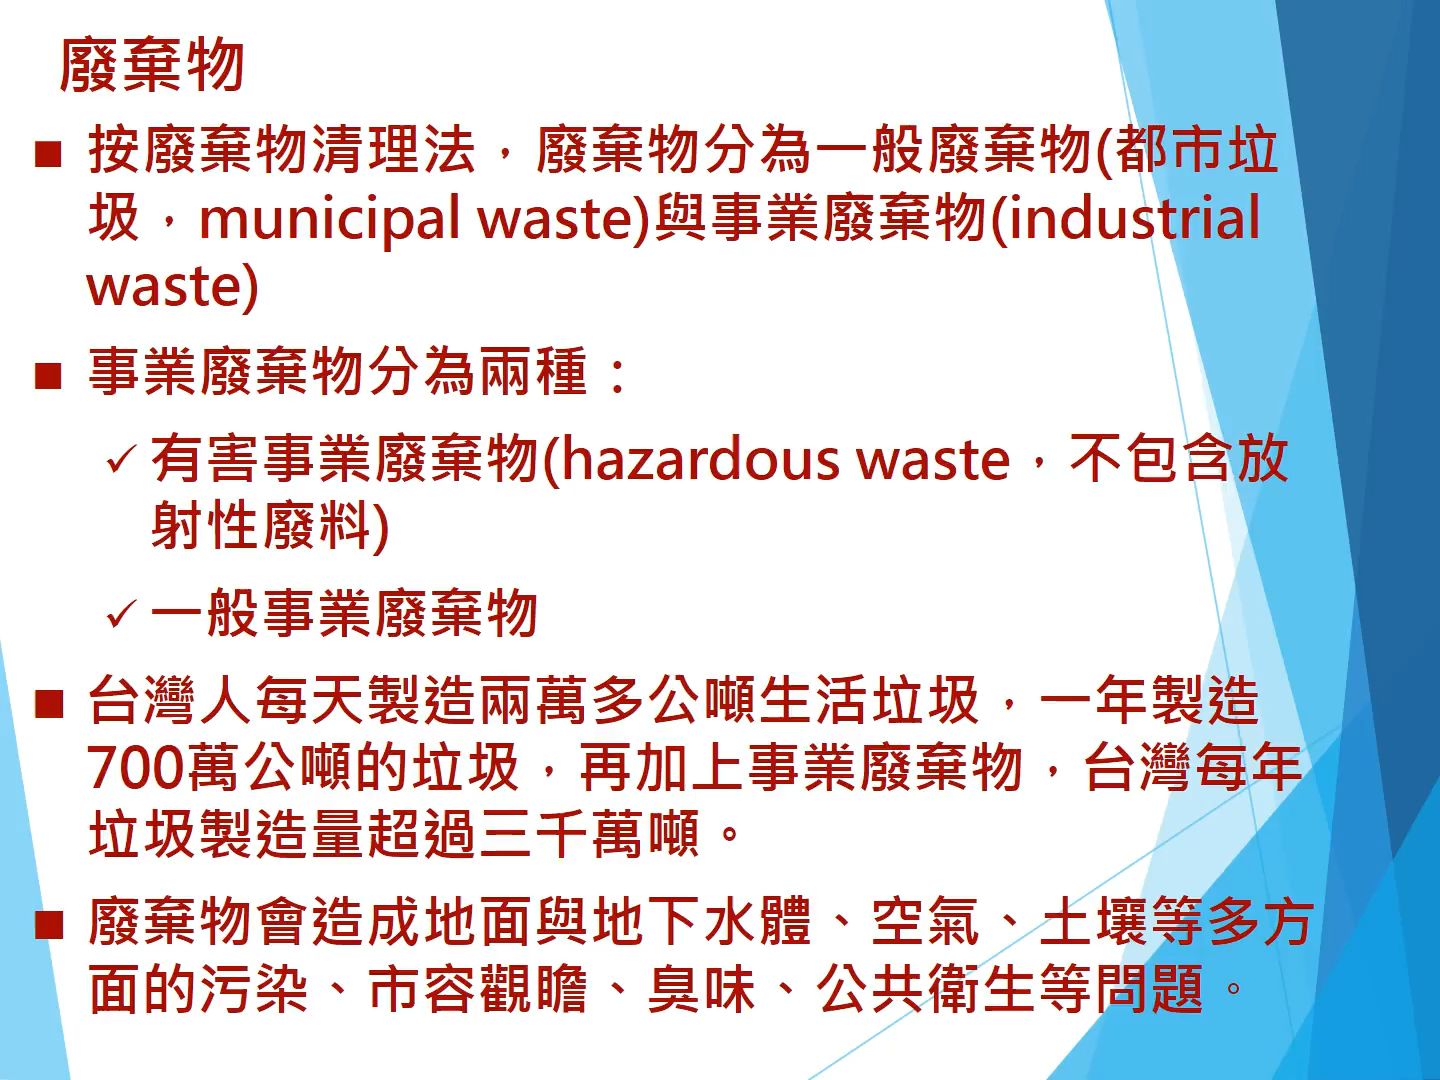 廢棄物
■ 按廢棄物清理法，廢棄物分為一般廢棄物(都市垃
圾，municipal waste)與事業廢棄物(industrial
waste)
■ 事業廢棄物分為兩種：
✓ 有害事業廢棄物(hazardous waste，不包含放
射性廢料)
✓ 一般事業廢棄物
■ 台灣人每天製造兩萬多公噸生活垃圾，一年製造
700萬公噸的垃圾，再加上事業廢棄物，台灣每年
垃圾製造量超過三千萬噸。
■ 廢棄物會造成地面與地下水體、空氣、土壤等多方
面的污染、市容觀瞻、臭味、公共衛生等問題。